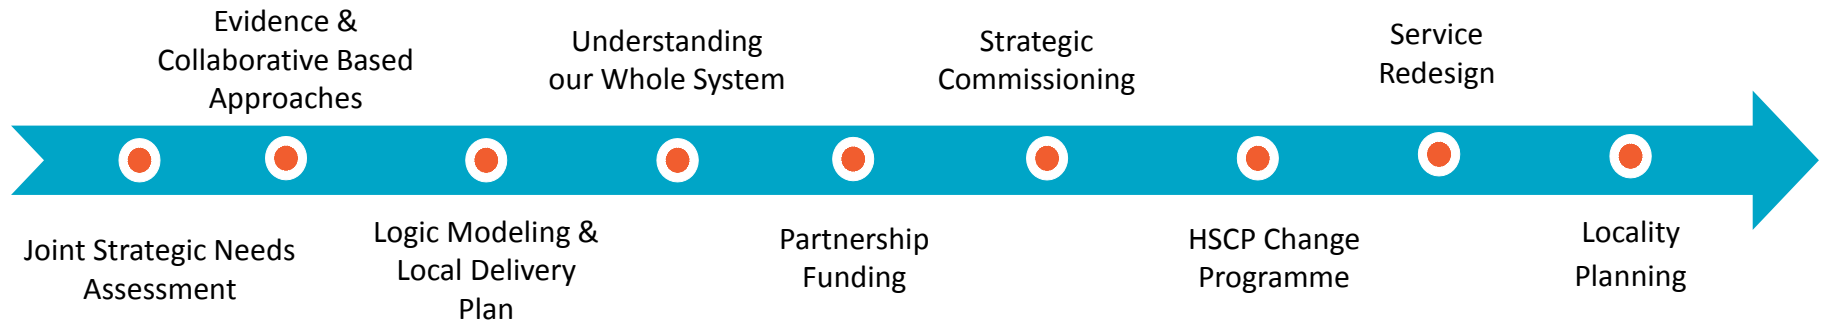 Evidence &
Collaborative Based
Approaches
Understanding
our Whole System
Strategic
Commissioning
Service
Redesign
Joint Strategic Needs
Assessment
Logic Modeling &
Local Delivery
Plan
Partnership
Funding
HSCP Change
Programme
Locality
Planning